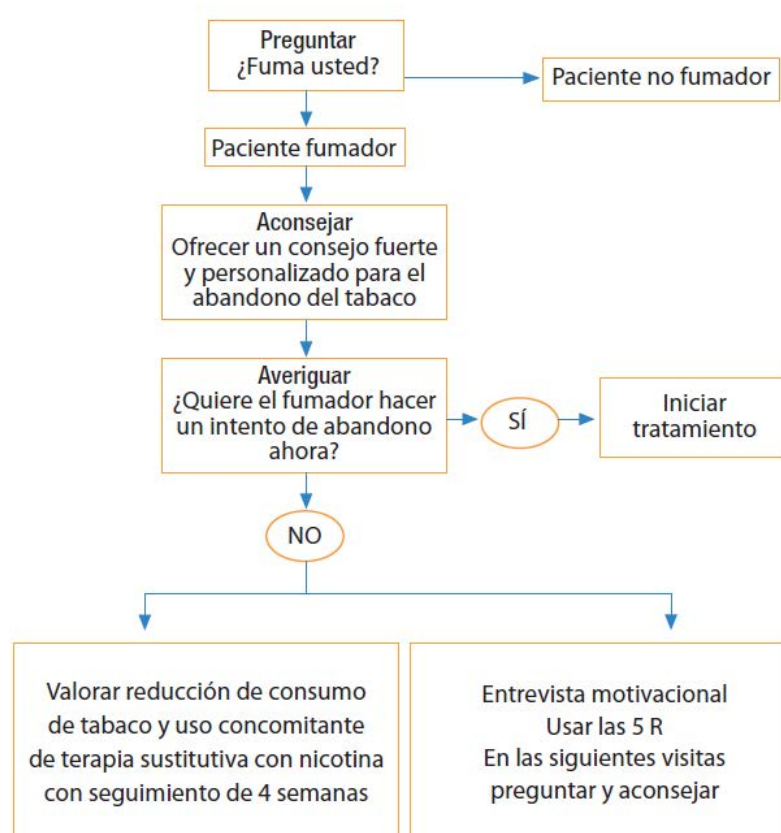 Preguntar
¿Fuma usted?
Paciente no fumador
Paciente fumador
Aconsejar
Ofrecer un consejo fuerte
y personalizado para el
abandono del tabaco
Averiguar
¿Quiere el fumador hacer
un intento de abandono
ahora?
SÍ
Iniciar
tratamiento
NO
Valorar reducción de consumo
de tabaco y uso concomitante
de terapia sustitutiva con nicotina
con seguimiento de 4 semanas
Entrevista motivacional
Usar las 5 R
En las siguientes visitas
preguntar y aconsejar